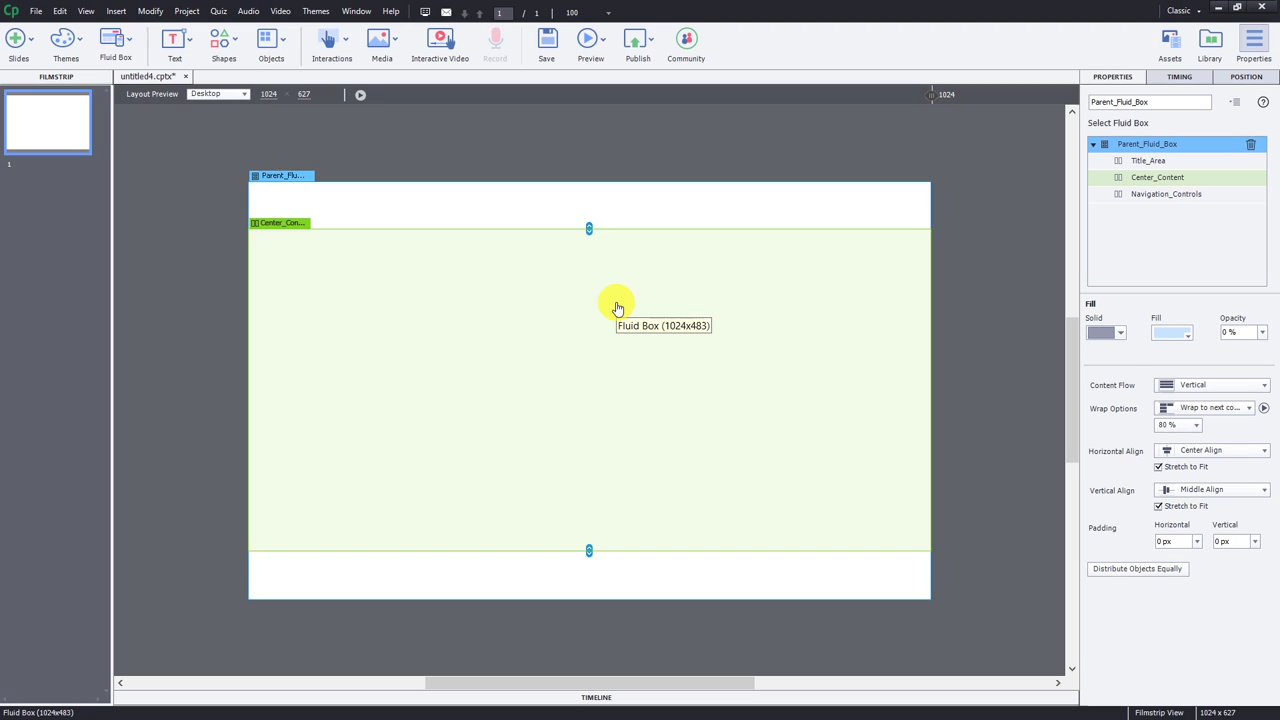 Cp File Edit View Insert Modify Project Quiz Audio Video Themes Window Help 1 / 1 100 Classic
Slides Themes Fluid Box Text Shapes Objects Interactions Media Interactive Video Record Save Preview Publish Community Assets Library Properties
FILMSTRIP untitled4.cptx* × PROPERTIES TIMING POSITION
Layout Preview Desktop 1024 × 627 1024
Parent_Fluid_Box
Select Fluid Box
Parent_Fluid_Box
Title_Area
Center_Content
Navigation_Controls
1
Parent_Flu...
Center_Con...
Fluid Box (1024x483)
Fill
Solid Fill Opacity
0 %
Content Flow Vertical
Wrap Options Wrap to next co...
80 %
Horizontal Align Center Align
Stretch to Fit
Vertical Align Middle Align
Stretch to Fit
Padding Horizontal Vertical
0 px 0 px
Distribute Objects Equally
TIMELINE
Fluid Box (1024x483) Filmstrip View 1024 x 627